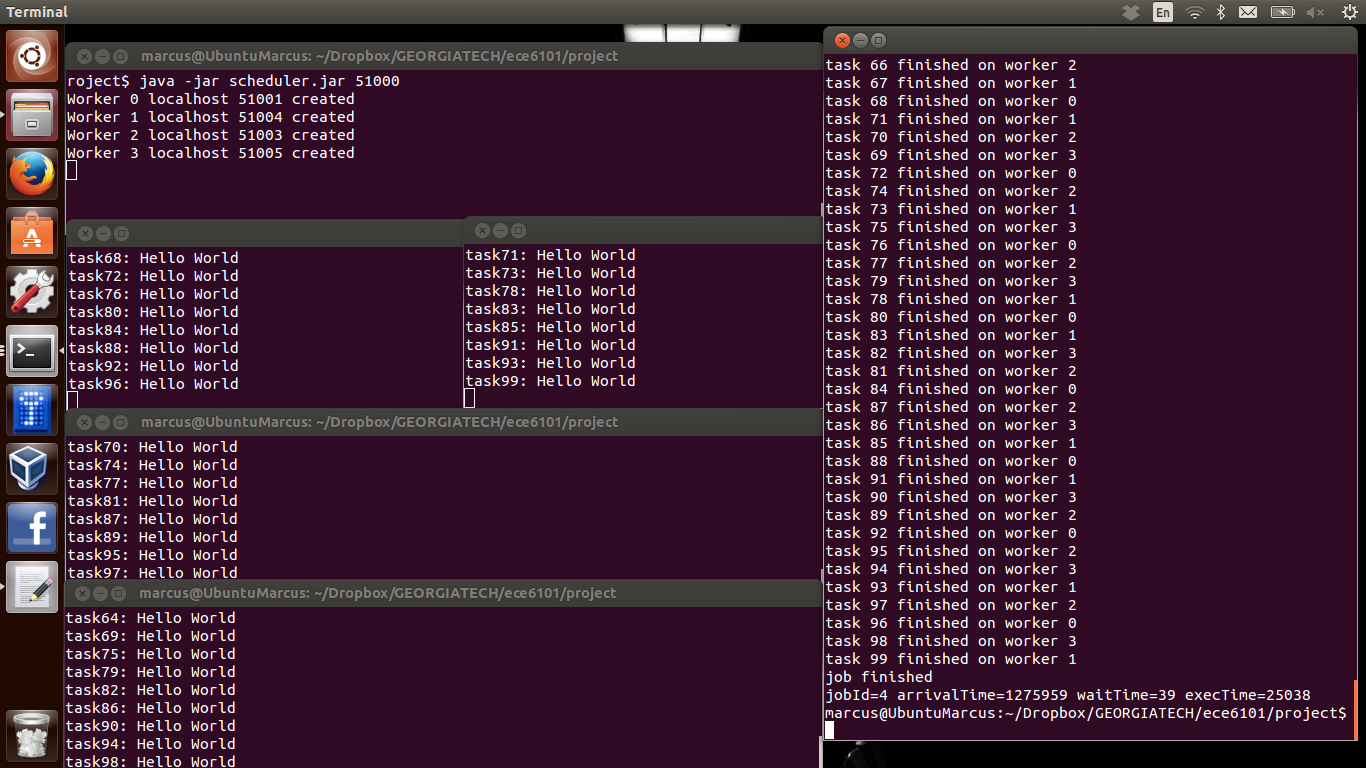 Terminal
En
marcus@UbuntuMarcus: ~/Dropbox/GEORGIATECH/ece6101/project
roject$ java -jar scheduler.jar 51000
Worker 0 localhost 51001 created
Worker 1 localhost 51004 created
Worker 2 localhost 51003 created
Worker 3 localhost 51005 created
task68: Hello World
task72: Hello World
task76: Hello World
task80: Hello World
task84: Hello World
task88: Hello World
task92: Hello World
task96: Hello World
task71: Hello World
task73: Hello World
task78: Hello World
task83: Hello World
task85: Hello World
task91: Hello World
task93: Hello World
task99: Hello World
marcus@UbuntuMarcus: ~/Dropbox/GEORGIATECH/ece6101/project
task70: Hello World
task74: Hello World
task77: Hello World
task81: Hello World
task87: Hello World
task89: Hello World
task95: Hello World
task97: Hello World
marcus@UbuntuMarcus: ~/Dropbox/GEORGIATECH/ece6101/project
task64: Hello World
task69: Hello World
task75: Hello World
task79: Hello World
task82: Hello World
task86: Hello World
task90: Hello World
task94: Hello World
task98: Hello World
task 66 finished on worker 2
task 67 finished on worker 1
task 68 finished on worker 0
task 71 finished on worker 1
task 70 finished on worker 2
task 69 finished on worker 3
task 72 finished on worker 0
task 74 finished on worker 2
task 73 finished on worker 1
task 75 finished on worker 3
task 76 finished on worker 0
task 77 finished on worker 2
task 79 finished on worker 3
task 78 finished on worker 1
task 80 finished on worker 0
task 83 finished on worker 1
task 82 finished on worker 3
task 81 finished on worker 2
task 84 finished on worker 0
task 87 finished on worker 2
task 86 finished on worker 3
task 85 finished on worker 1
task 88 finished on worker 0
task 91 finished on worker 1
task 90 finished on worker 3
task 89 finished on worker 2
task 92 finished on worker 0
task 95 finished on worker 2
task 94 finished on worker 3
task 93 finished on worker 1
task 97 finished on worker 2
task 96 finished on worker 0
task 98 finished on worker 3
task 99 finished on worker 1
job finished
jobId=4 arrivalTime=1275959 waitTime=39 execTime=25038
marcus@UbuntuMarcus:~/Dropbox/GEORGIATECH/ece6101/project$